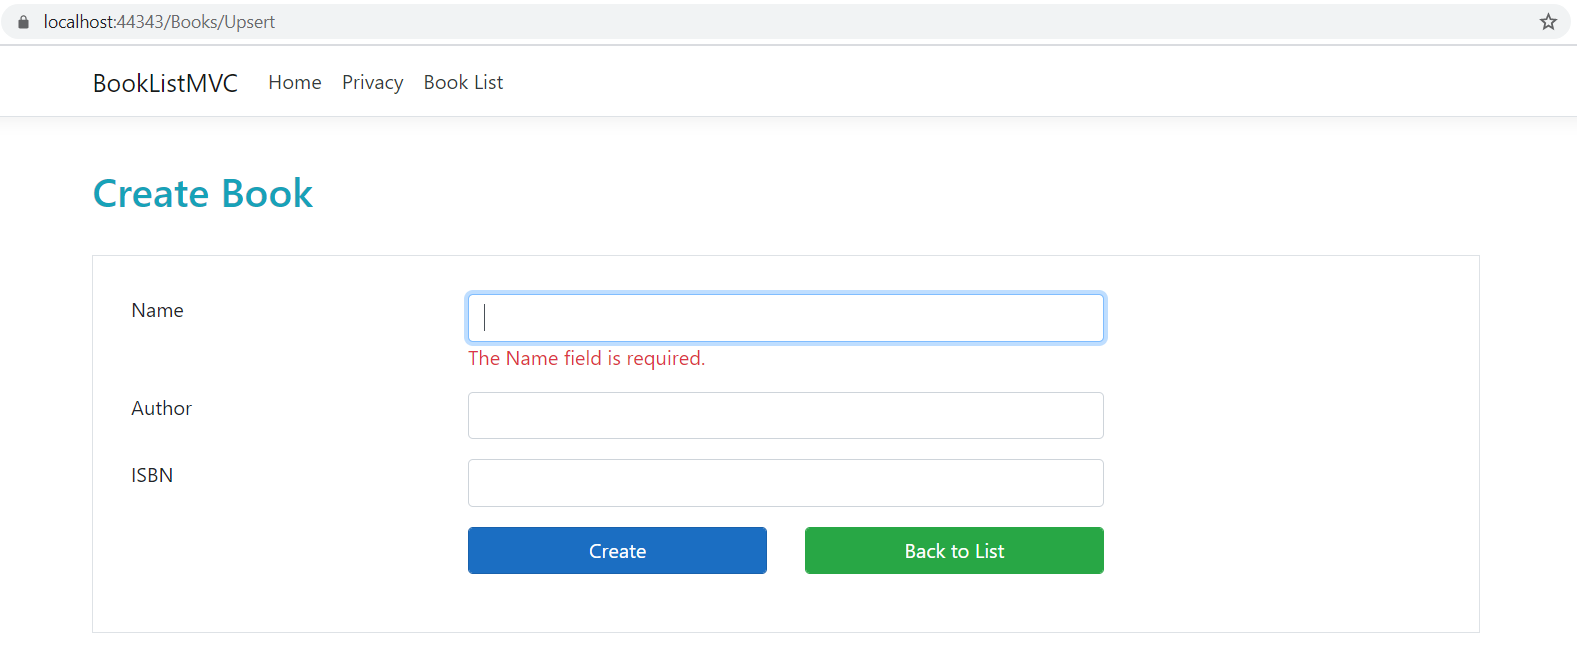 localhost:44343/Books/Upsert
BookListMVC Home Privacy Book List
Create Book
Name
The Name field is required.
Author
ISBN
Create Back to List